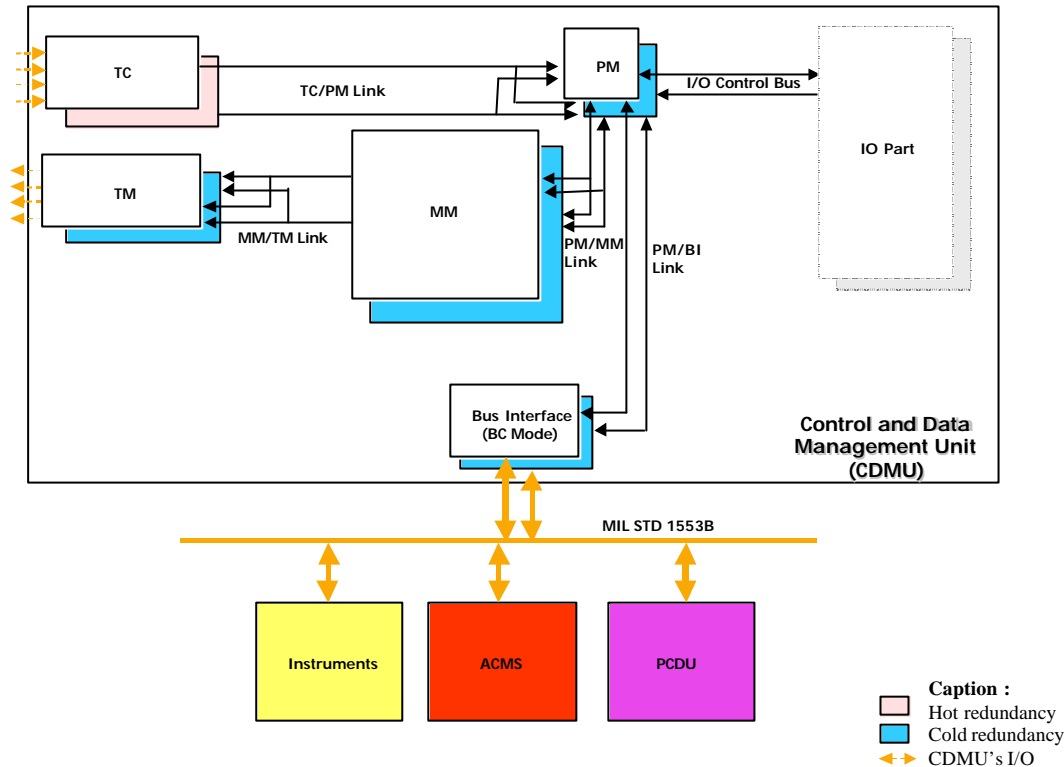 TC
PM
I/O Control Bus
TC/PM Link
IO Part
TM
MM
MM/TM Link
PM/MM
Link
PM/BI
Link
Bus Interface
(BC Mode)
Control and Data
Management Unit
(CDMU)
MIL STD 1553B
Instruments
ACMS
PCDU
Caption :
Hot redundancy
Cold redundancy
CDMU's I/O